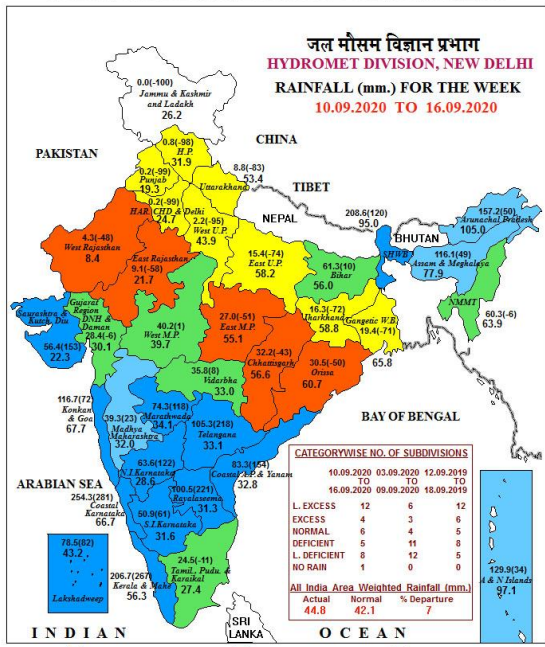 जल मौसम विज्ञान प्रभाग
HYDROMET DIVISION, NEW DELHI
RAINFALL (mm.) FOR THE WEEK
10.09.2020 TO 16.09.2020
0.0(-100)
Jammu & Kashmir
and Ladakh
26.2
CHINA
PAKISTAN
0.8(-98)
H.P.
31.9
0.2(-99)
Punjab
19.3
8.8(-83)
53.4
Uttarakhand
TIBET
0.2(-99)
HAR. CHD & Delhi
24.7
2.2(-95)
West U.P.
43.9
NEPAL
208.6(120)
95.0
SHWB
BHUTAN
157.2(50)
Arunachal Pradesh
105.0
4.3(-48)
West Rajasthan
8.4
East Rajasthan
9.1(-58)
21.7
15.4(-74)
East U.P.
58.2
61.3(10)
Bihar
56.0
116.1(49)
Assam & Meghalaya
77.9
NMMT
60.3(-6)
63.9
Gujarat
Region
DNH &
Daman
28.4(-6)
30.1
Saurashtra &
Kutch, Diu
56.4(153)
22.3
40.2(1)
West M.P.
39.7
27.0(-51)
East M.P.
55.1
16.3(-72)
Jharkhand
58.8
Gangetic W.B.
19.4(-71)
65.8
32.2(-43)
Chhattisgarh
56.6
30.5(-50)
Orissa
60.7
35.8(8)
Vidarbha
33.0
116.7(72)
Konkan
& Goa
67.7
39.3(23)
Madhya
Maharashtra
32.0
74.3(118)
Marathwada
34.1
105.3(218)
Telangana
33.1
BAY OF BENGAL
63.6(122)
N.I.Karnataka
28.6
83.3(154)
Coastal A.P & Yanam
32.8
ARABIAN SEA
254.3(281)
Coastal
Karnataka
66.7
100.5(221)
Rayalaseema
31.3
50.9(61)
S.I.Karnataka
31.6
78.5(82)
43.2
Lakshadweep
206.7(267)
Kerala & Mahe
56.3
24.5(-11)
Tamil, Pudu. &
Karaikal
27.4
CATEGORYWISE NO. OF SUBDIVISIONS
10.09.2020 03.09.2020 12.09.2019
TO TO TO
16.09.2020 09.09.2020 18.09.2019
L. EXCESS 12 6 12
EXCESS 4 3 6
NORMAL 6 4 5
DEFICIENT 5 11 8
L. DEFICIENT 8 12 5
NO RAIN 1 0 0
All India Area Weighted Rainfall (mm.)
Actual Normal % Departure
44.8 42.1 7
129.9(34)
A & N Islands
97.1
SRI
LANKA
INDIAN OCEAN